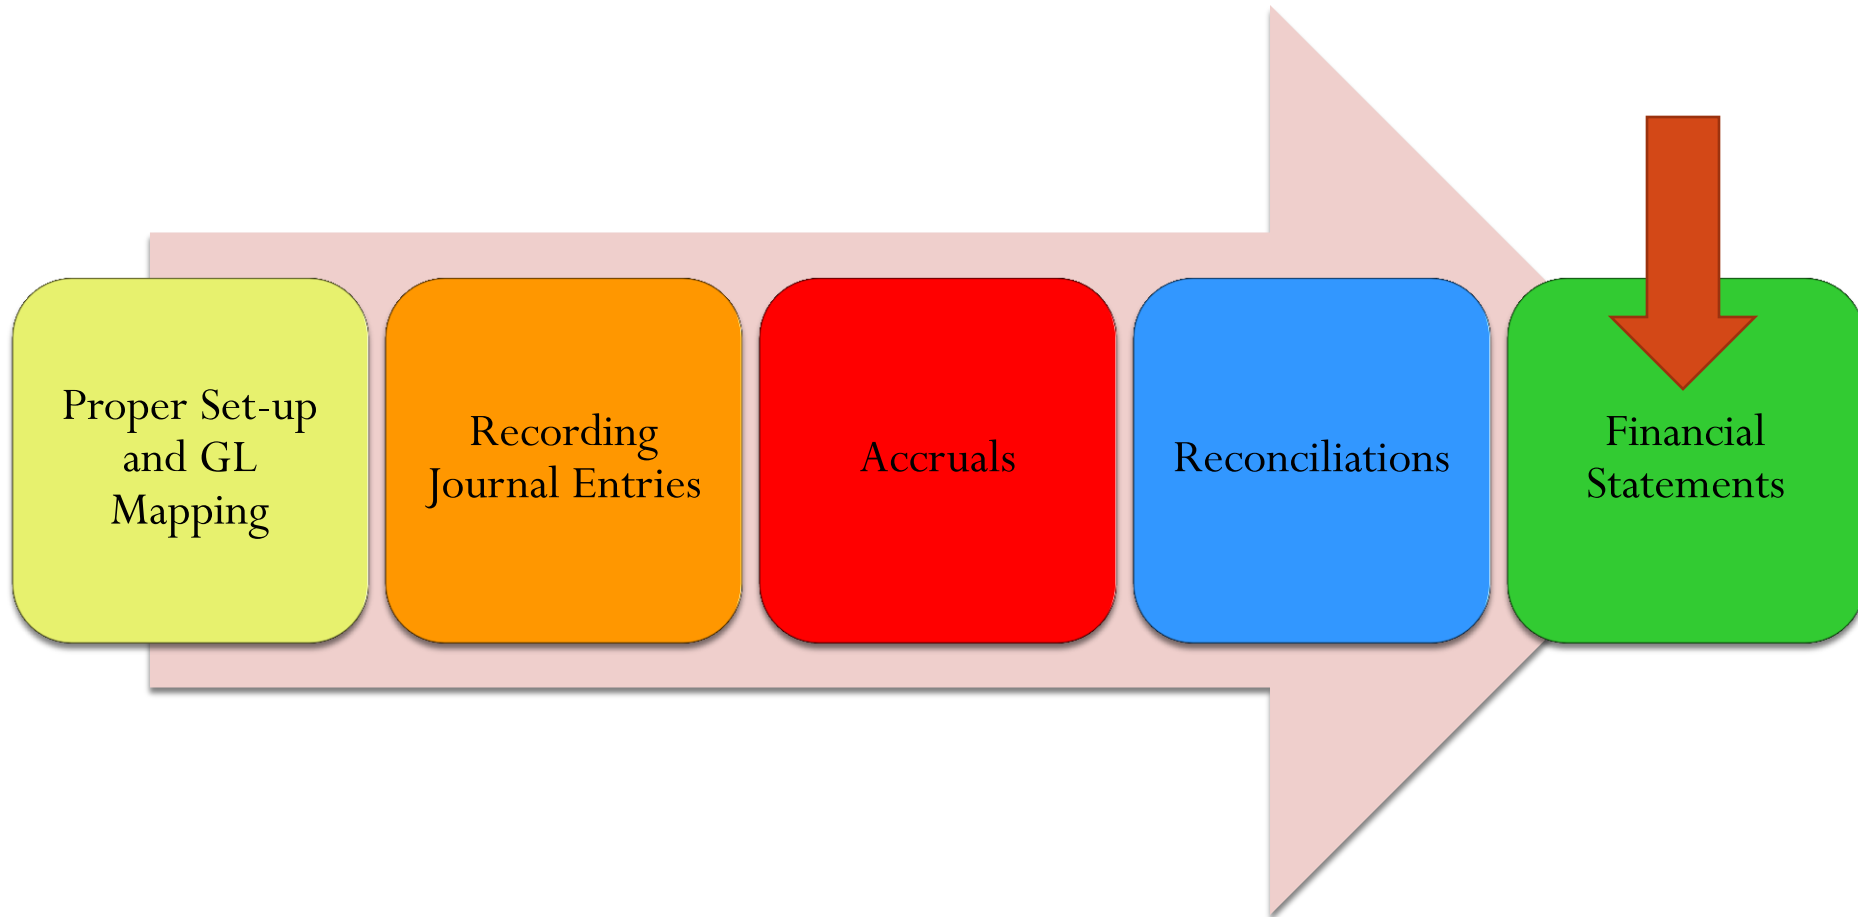 Proper Set-up
and GL
Mapping
Recording
Journal Entries
Accruals
Reconciliations
Financial
Statements